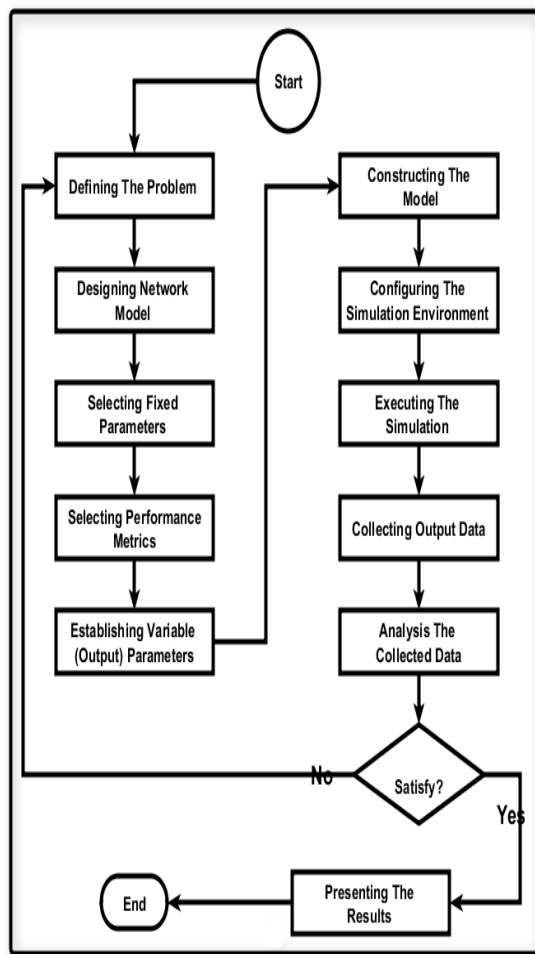 Start
Defining The Problem
Designing Network
Model
Selecting Fixed
Parameters
Selecting Performance
Metrics
Establishing Variable
(Output) Parameters
Constructing The
Model
Configuring The
Simulation Environment
Executing The
Simulation
Collecting Output Data
Analysis The
Collected Data
Satisfy?
No
Yes
Presenting The
Results
End